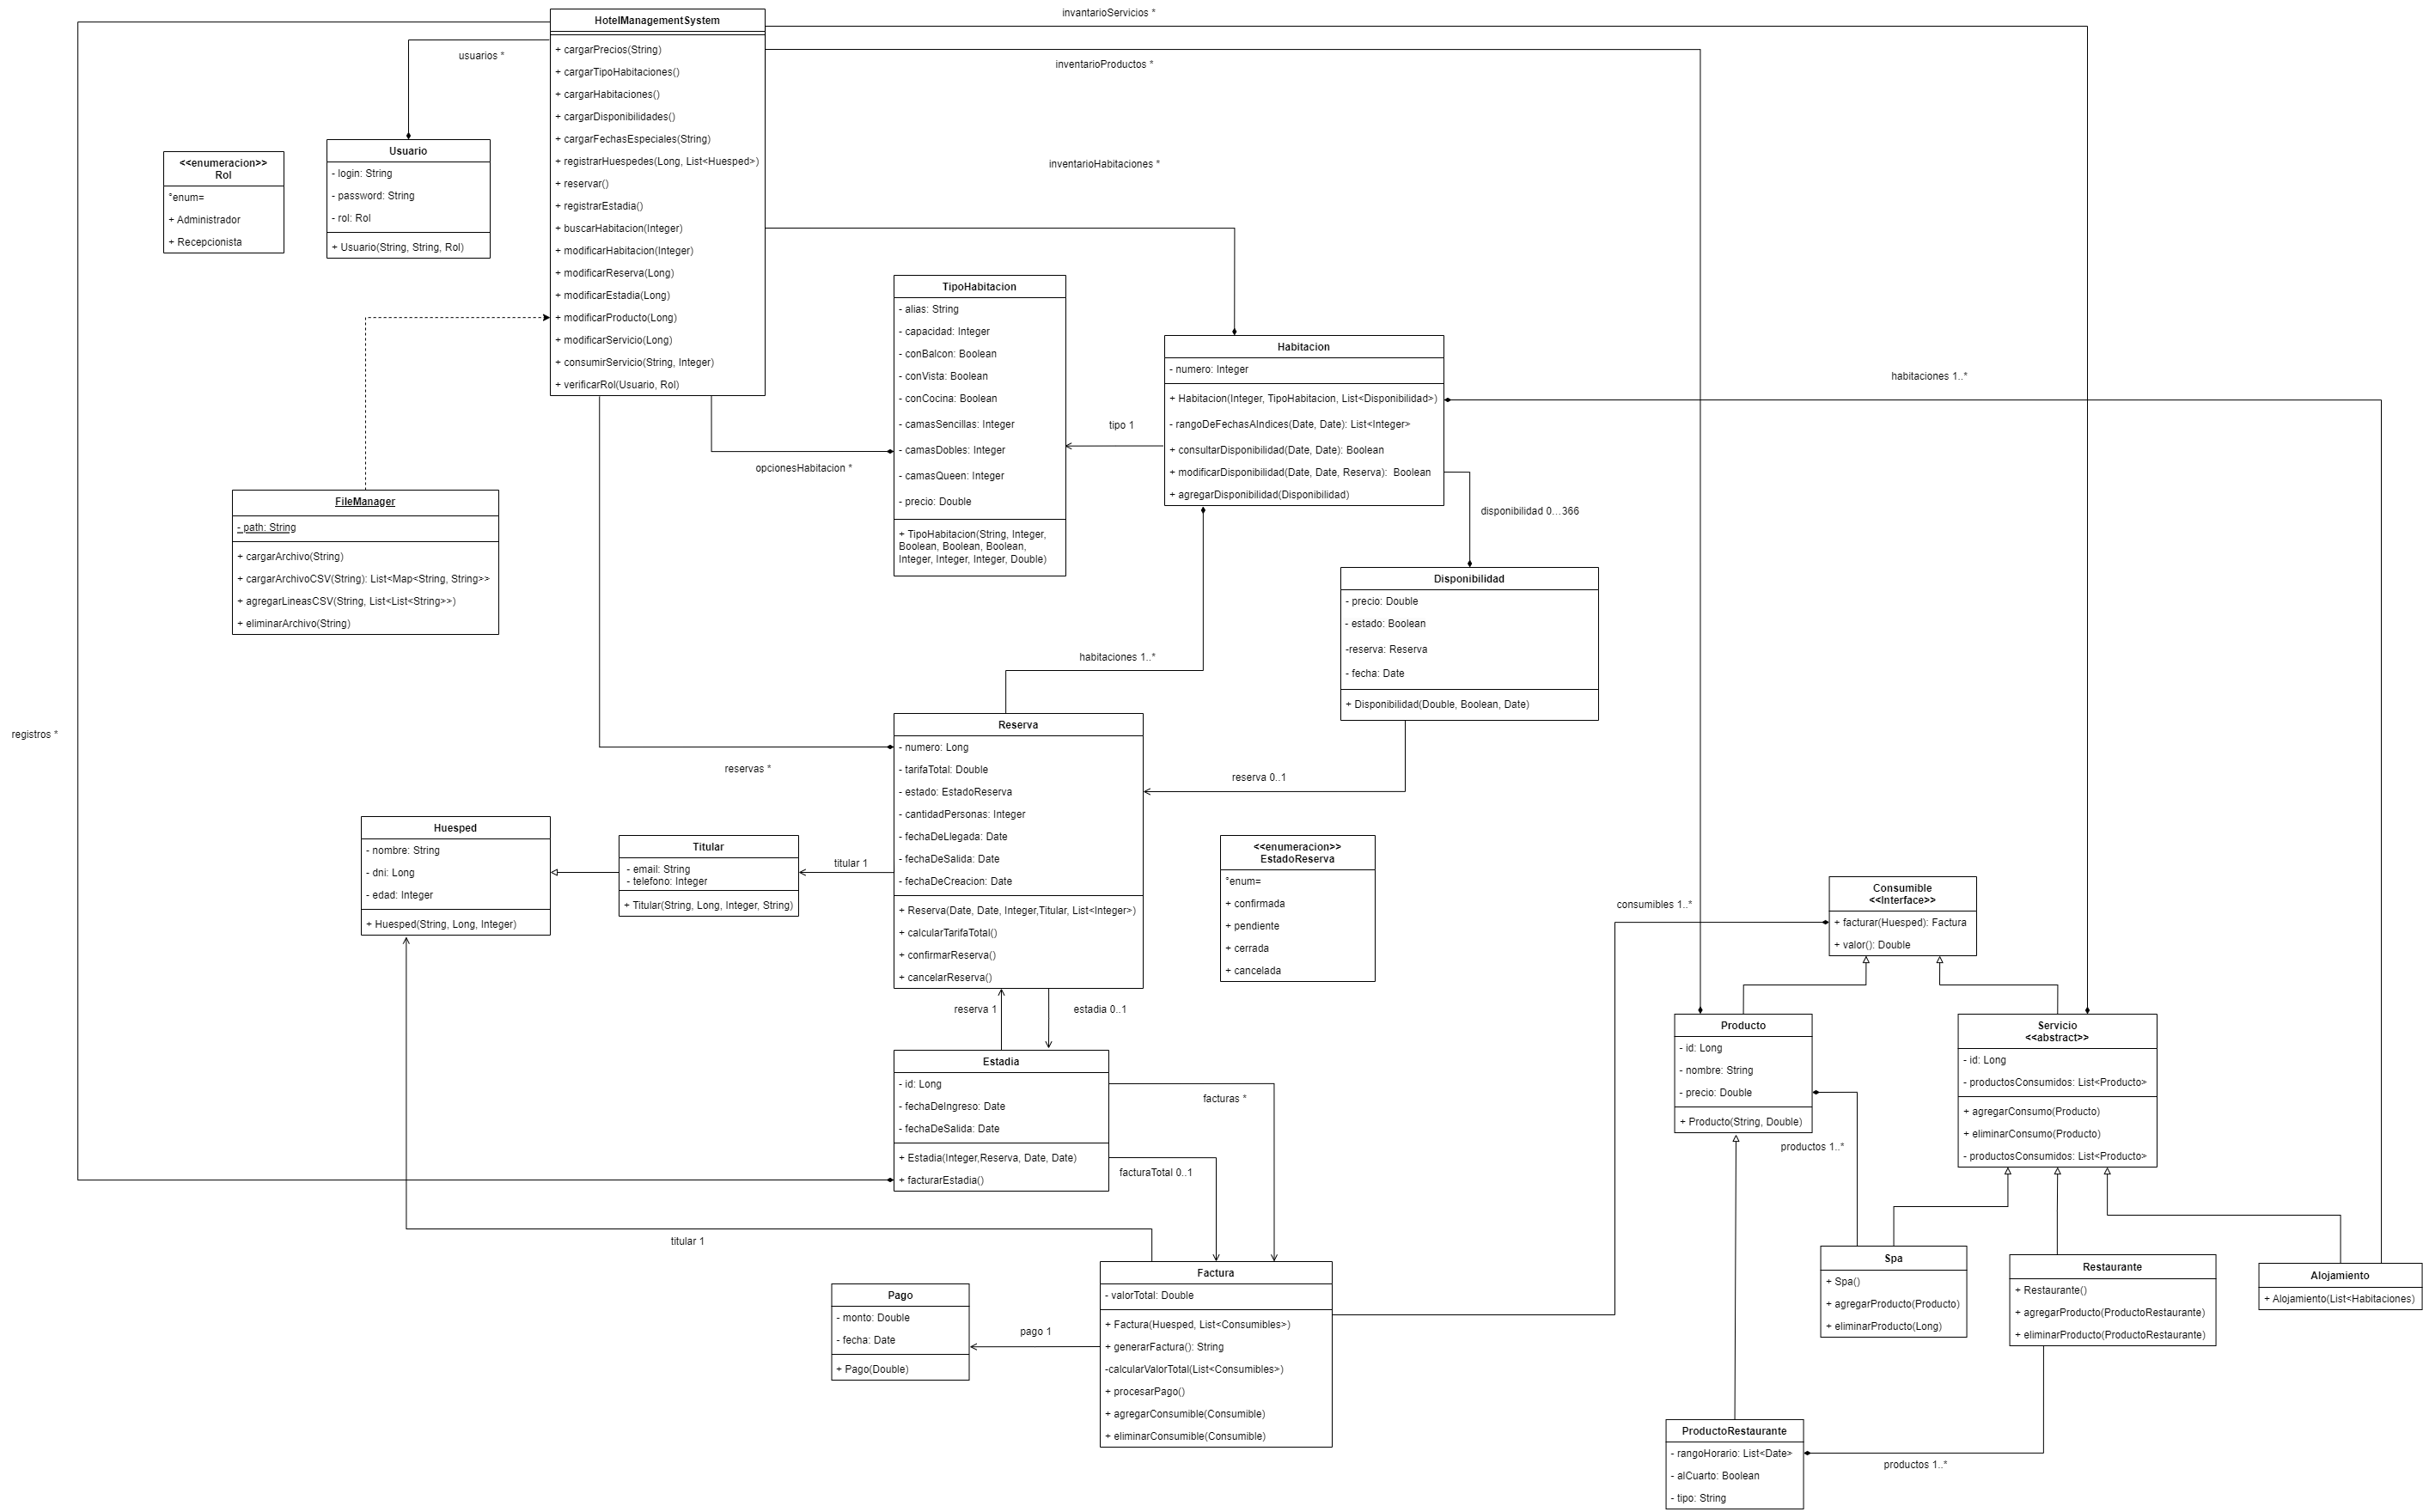 HotelManagementSystem
+ cargarPrecios(String)
+ cargarTipoHabitaciones()
+ cargarHabitaciones()
+ cargarDisponibilidades()
+ cargarFechasEspeciales(String)
+ registrarHuespedes(Long, List<Huesped>)
+ reservar()
+ registrarEstadia()
+ buscarHabitacion(Integer)
+ modificarHabitacion(Integer)
+ modificarReserva(Long)
+ modificarEstadia(Long)
+ modificarProducto(Long)
+ modificarServicio(Long)
+ consumirServicio(String, Integer)
+ verificarRol(Usuario, Rol)
invantarioServicios *
inventarioProductos *
inventarioHabitaciones *
usuarios *
<<enumeracion>>
Rol
°enum=
+ Administrador
+ Recepcionista
Usuario
- login: String
- password: String
- rol: Rol
+ Usuario(String, String, Rol)
TipoHabitacion
- alias: String
- capacidad: Integer
- conBalcon: Boolean
- conVista: Boolean
- conCocina: Boolean
- camasSencillas: Integer
- camasDobles: Integer
- camasQueen: Integer
- precio: Double
+ TipoHabitacion(String, Integer,
Boolean, Boolean, Boolean,
Integer, Integer, Integer, Double)
opcionesHabitacion *
tipo 1
Habitacion
- numero: Integer
+ Habitacion(Integer, TipoHabitacion, List<Disponibilidad>)
- rangoDeFechasAIndices(Date, Date): List<Integer>
+ consultarDisponibilidad(Date, Date): Boolean
+ modificarDisponibilidad(Date, Date, Reserva):  Boolean
+ agregarDisponibilidad(Disponibilidad)
habitaciones 1..*
disponibilidad 0...366
FileManager
- path: String
+ cargarArchivo(String)
+ cargarArchivoCSV(String): List<Map<String, String>>
+ agregarLineasCSV(String, List<List<String>>)
+ eliminarArchivo(String)
Disponibilidad
- precio: Double
- estado: Boolean
-reserva: Reserva
- fecha: Date
+ Disponibilidad(Double, Boolean, Date)
habitaciones 1..*
registros *
reservas *
reserva 0..1
Reserva
- numero: Long
- tarifaTotal: Double
- estado: EstadoReserva
- cantidadPersonas: Integer
- fechaDeLlegada: Date
- fechaDeSalida: Date
- fechaDeCreacion: Date
+ Reserva(Date, Date, Integer,Titular, List<Integer>)
+ calcularTarifaTotal()
+ confirmarReserva()
+ cancelarReserva()
Huesped
- nombre: String
- dni: Long
- edad: Integer
+ Huesped(String, Long, Integer)
Titular
- email: String
- telefono: Integer
+ Titular(String, Long, Integer, String)
titular 1
<<enumeracion>>
EstadoReserva
°enum=
+ confirmada
+ pendiente
+ cerrada
+ cancelada
consumibles 1..*
Consumible
<<Interface>>
+ facturar(Huesped): Factura
+ valor(): Double
reserva 1
estadia 0..1
Estadia
- id: Long
- fechaDeIngreso: Date
- fechaDeSalida: Date
+ Estadia(Integer,Reserva, Date, Date)
+ facturarEstadia()
facturas *
facturaTotal 0..1
titular 1
Producto
- id: Long
- nombre: String
- precio: Double
+ Producto(String, Double)
productos 1..*
Servicio
<<abstract>>
- id: Long
- productosConsumidos: List<Producto>
+ agregarConsumo(Producto)
+ eliminarConsumo(Producto)
- productosConsumidos: List<Producto>
Pago
- monto: Double
- fecha: Date
+ Pago(Double)
pago 1
Factura
- valorTotal: Double
+ Factura(Huesped, List<Consumibles>)
+ generarFactura(): String
-calcularValorTotal(List<Consumibles>)
+ procesarPago()
+ agregarConsumible(Consumible)
+ eliminarConsumible(Consumible)
Spa
+ Spa()
+ agregarProducto(Producto)
+ eliminarProducto(Long)
Restaurante
+ Restaurante()
+ agregarProducto(ProductoRestaurante)
+ eliminarProducto(ProductoRestaurante)
Alojamiento
+ Alojamiento(List<Habitaciones)
ProductoRestaurante
- rangoHorario: List<Date>
- alCuarto: Boolean
- tipo: String
productos 1..*